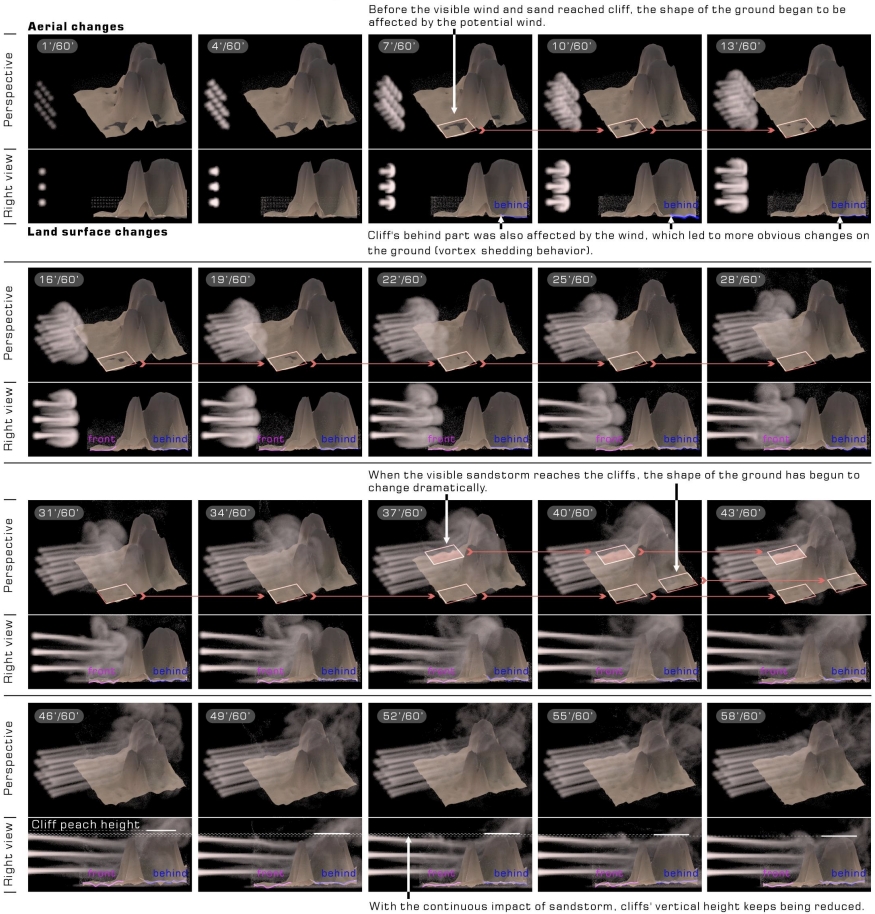 Before the visible wind and sand reached cliff, the shape of the ground began to be
affected by the potential wind.
Aerial changes
Perspective
1'/60'
4'/60'
7'/60'
10'/60'
13'/60'
Right view
behind
behind
behind
Land surface changes
Cliff's behind part was also affected by the wind, which led to more obvious changes on
the ground (vortex shedding behavior).
Perspective
16'/60'
19'/60'
22'/60'
25'/60'
28'/60'
Right view
front behind
front behind
front behind
front behind
front behind
When the visible sandstorm reaches the cliffs, the shape of the ground has begun to
change dramatically.
Perspective
31'/60'
34'/60'
37'/60'
40'/60'
43'/60'
Right view
front behind
front behind
front behind
front behind
front behind
Perspective
46'/60'
49'/60'
52'/60'
55'/60'
58'/60'
Right view
Cliff peach height
front behind
front behind
front behind
front behind
front behind
With the continuous impact of sandstorm, cliffs' vertical height keeps being reduced.